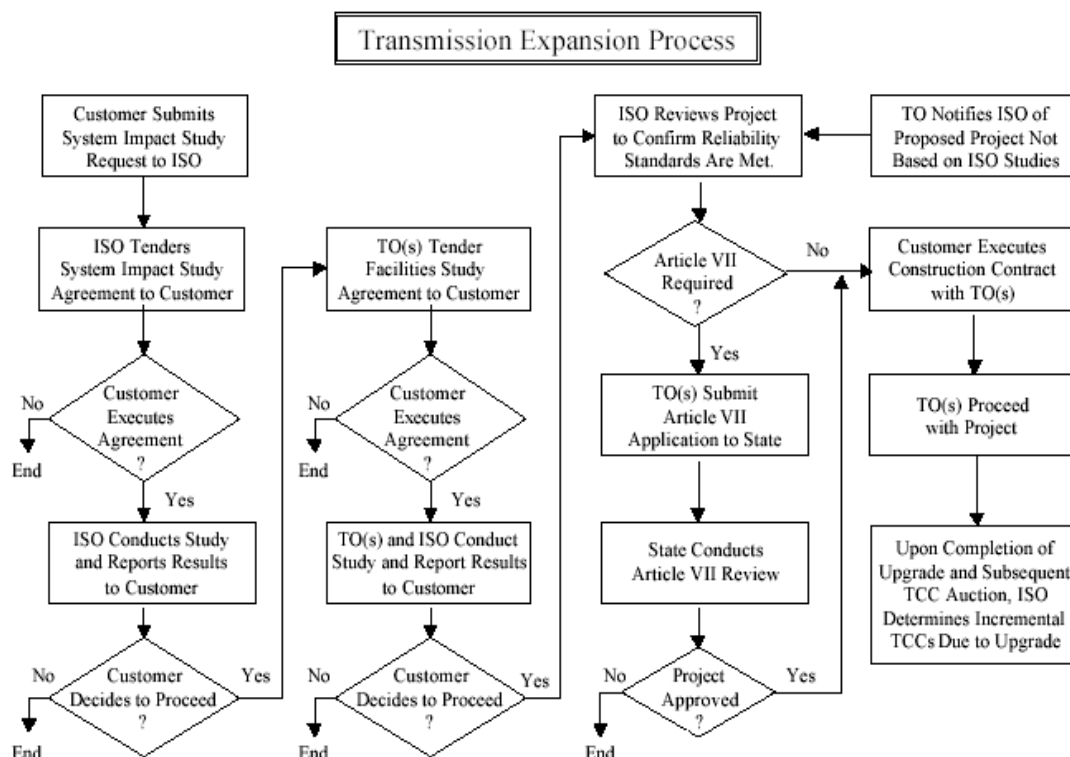 Transmission Expansion Process
Customer Submits
System Impact Study
Request to ISO
ISO Tenders
System Impact Study
Agreement to Customer
Customer
Executes
Agreement
?
No
End
Yes
ISO Conducts Study
and Reports Results
to Customer
Customer
Decides to Proceed
?
No
End
Yes
TO(s) Tender
Facilities Study
Agreement to Customer
Customer
Executes
Agreement
?
No
End
Yes
TO(s) and ISO Conduct
Study and Report Results
to Customer
Customer
Decides to Proceed
?
No
End
Yes
ISO Reviews Project
to Confirm Reliability
Standards Are Met.
TO Notifies ISO of
Proposed Project Not
Based on ISO Studies
Article VII
Required
?
No
Yes
TO(s) Submit
Article VII
Application to State
State Conducts
Article VII Review
Project
Approved
?
No
End
Yes
Customer Executes
Construction Contract
with TO(s)
TO(s) Proceed
with Project
Upon Completion of
Upgrade and Subsequent
TCC Auction, ISO
Determines Incremental
TCCs Due to Upgrade